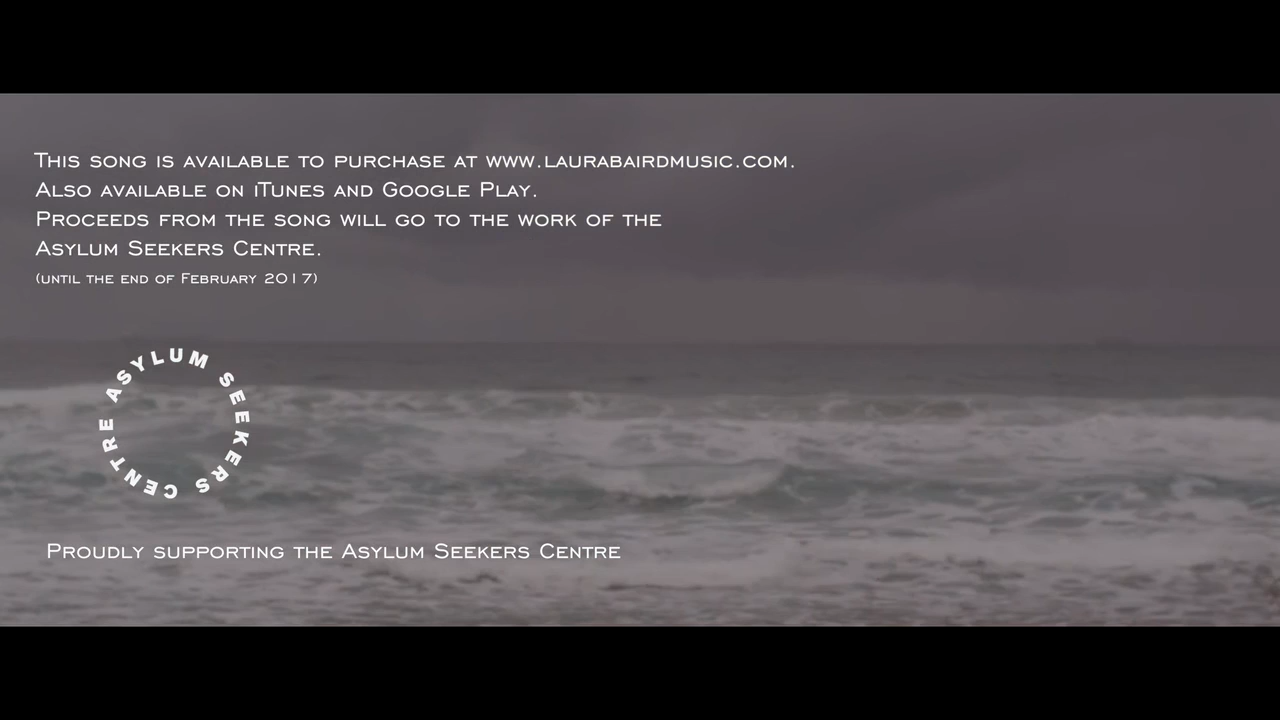 This song is available to purchase at www.laurabairdmusic.com.
Also available on iTunes and Google Play.
Proceeds from the song will go to the work of the
Asylum Seekers Centre.
(until the end of February 2017)
ASYLUM SEEKERS CENTRE
Proudly supporting the Asylum Seekers Centre